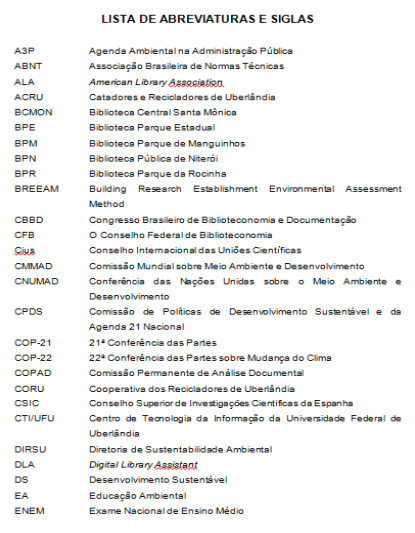 LISTA DE ABREVIATURAS E SIGLAS
A3P Agenda Ambiental na Administração Pública
ABNT Associação Brasileira de Normas Técnicas
ALA American Library Association
ACRU Catadores e Recicladores de Uberlândia
BCMON Biblioteca Central Santa Mônica
BPE Biblioteca Parque Estadual
BPM Biblioteca Parque de Manguinhos
BPN Biblioteca Pública de Niterói
BPR Biblioteca Parque da Rocinha
BREEAM Building Research Establishment Environmental Assessment
Method
CBBD Congresso Brasileiro de Biblioteconomia e Documentação
CFB O Conselho Federal de Biblioteconomia
Cius Conselho Internacional das Uniões Científicas
CMMAD Comissão Mundial sobre Meio Ambiente e Desenvolvimento
CNUMAD Conferência das Nações Unidas sobre o Meio Ambiente e
Desenvolvimento
CPDS Comissão de Políticas de Desenvolvimento Sustentável e da
Agenda 21 Nacional
COP-21 21ª Conferência das Partes
COP-22 22ª Conferência das Partes sobre Mudança do Clima
COPAD Comissão Permanente de Análise Documental
CORU Cooperativa dos Recicladores de Uberlândia
CSIC Conselho Superior de Investigações Científicas da Espanha
CTI/UFU Centro de Tecnologia da Informação da Universidade Federal de
Uberlândia
DIRSU Diretoria de Sustentabilidade Ambiental
DLA Digital Library Assistant
DS Desenvolvimento Sustentável
EA Educação Ambiental
ENEM Exame Nacional de Ensino Médio